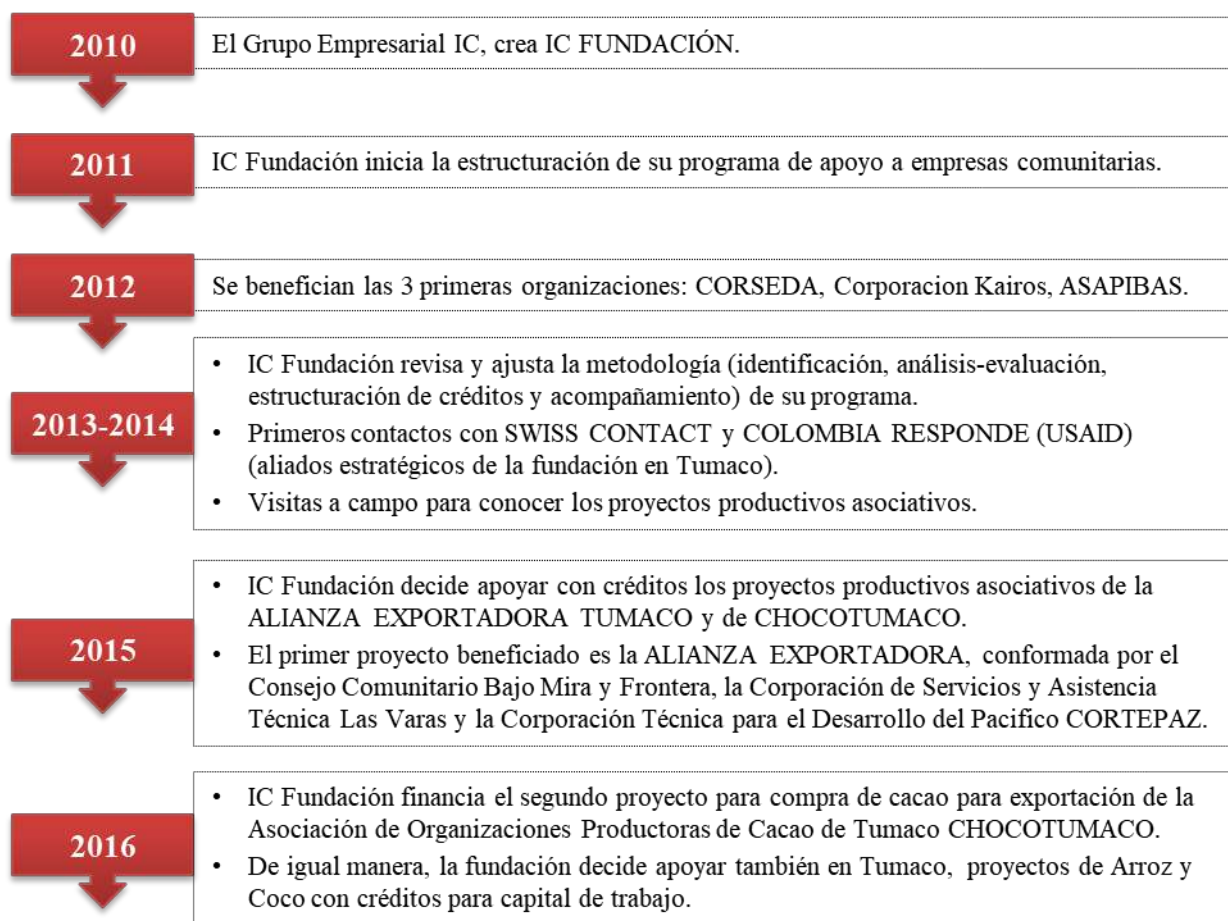 2010
El Grupo Empresarial IC, crea IC FUNDACIÓN.
2011
IC Fundación inicia la estructuración de su programa de apoyo a empresas comunitarias.
2012
Se benefician las 3 primeras organizaciones: CORSEDA, Corporacion Kairos, ASAPIBAS.
2013-2014
• IC Fundación revisa y ajusta la metodología (identificación, análisis-evaluación,
estructuración de créditos y acompañamiento) de su programa.
• Primeros contactos con SWISS CONTACT y COLOMBIA RESPONDE (USAID)
(aliados estratégicos de la fundación en Tumaco).
• Visitas a campo para conocer los proyectos productivos asociativos.
2015
• IC Fundación decide apoyar con créditos los proyectos productivos asociativos de la
ALIANZA EXPORTADORA TUMACO y de CHOCOTUMACO.
• El primer proyecto beneficiado es la ALIANZA EXPORTADORA, conformada por el
Consejo Comunitario Bajo Mira y Frontera, la Corporación de Servicios y Asistencia
Técnica Las Varas y la Corporación Técnica para el Desarrollo del Pacifico CORTEPAZ.
2016
• IC Fundación financia el segundo proyecto para compra de cacao para exportación de la
Asociación de Organizaciones Productoras de Cacao de Tumaco CHOCOTUMACO.
• De igual manera, la fundación decide apoyar también en Tumaco, proyectos de Arroz y
Coco con créditos para capital de trabajo.